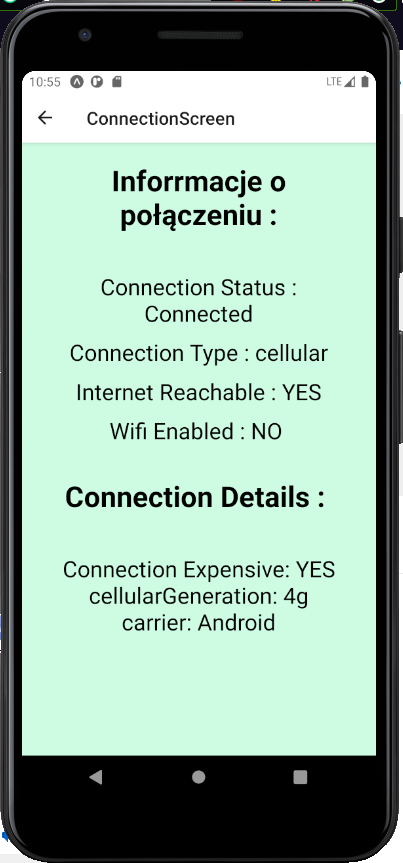 10:55
LTE
ConnectionScreen
Inforrmacje o
połączeniu :
Connection Status :
Connected
Connection Type : cellular
Internet Reachable : YES
Wifi Enabled : NO
Connection Details :
Connection Expensive: YES
cellularGeneration: 4g
carrier: Android